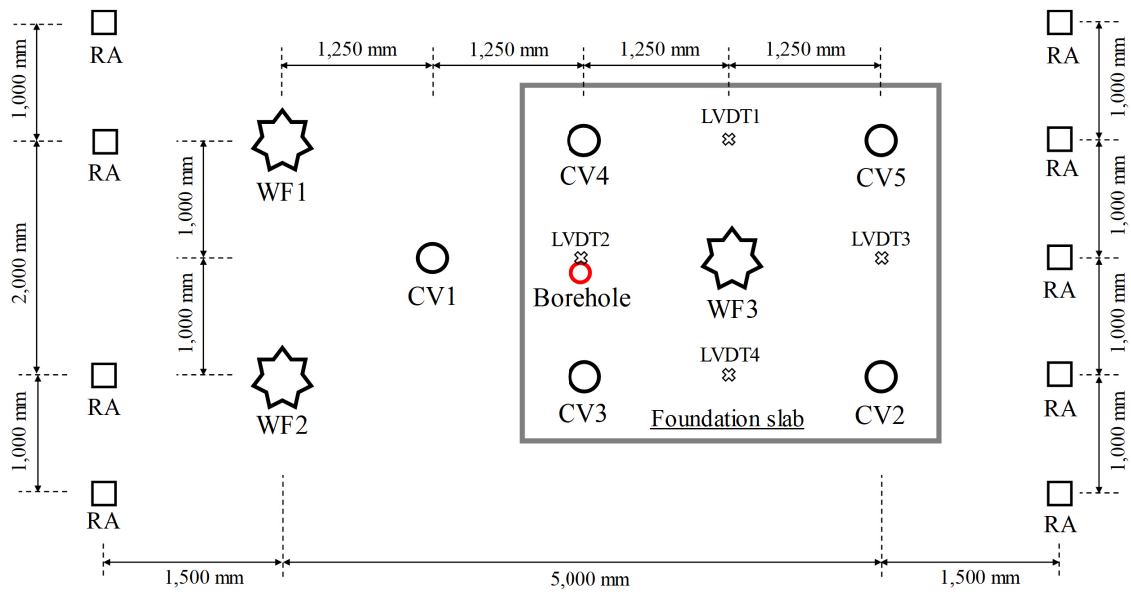 RA
RA
1,250 mm
1,250 mm
1,250 mm
1,250 mm
1,000 mm
1,000 mm
LVDT1
RA
WF1
CV4
CV5
RA
2,000 mm
1,000 mm
1,000 mm
LVDT2
LVDT3
CV1
Borehole
WF3
RA
1,000 mm
1,000 mm
LVDT4
RA
WF2
CV3
Foundation slab
CV2
RA
1,000 mm
1,000 mm
RA
RA
1,500 mm
5,000 mm
1,500 mm